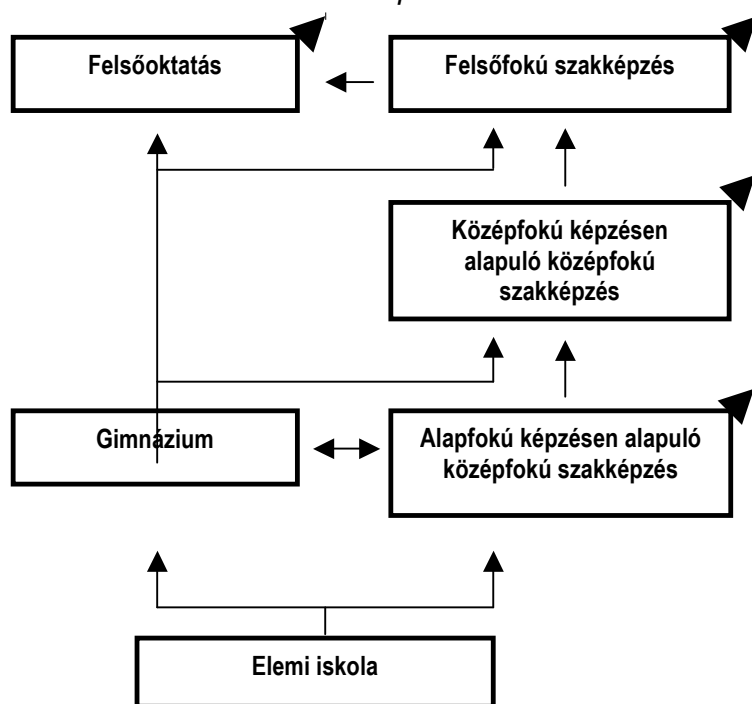 Felsőoktatás
Felsőfokú szakképzés
Középfokú képzésen
alapuló középfokú
szakképzés
Gimnázium
Alapfokú képzésen alapuló
középfokú szakképzés
Elemi iskola